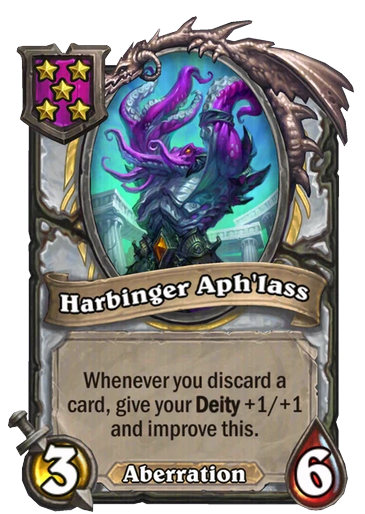 Harbinger Aph'lass
Whenever you discard a
card, give your Deity +1/+1
and improve this.
3
Aberration
6